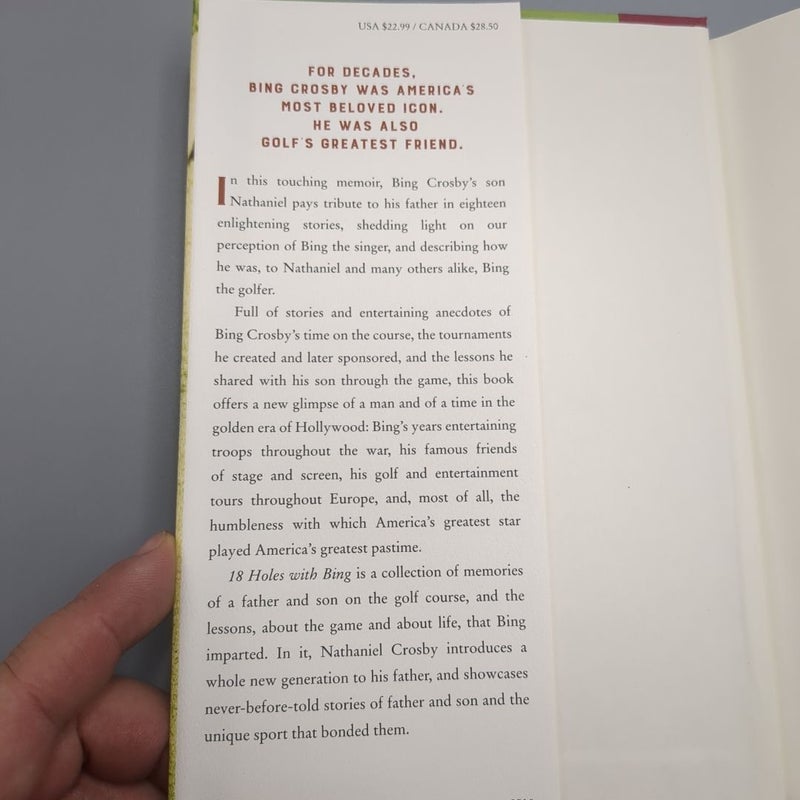 USA $22.99 / CANADA $28.50
FOR DECADES,
BING CROSBY WAS AMERICA'S
MOST BELOVED ICON.
HE WAS ALSO
GOLF'S GREATEST FRIEND.
In this touching memoir, Bing Crosby's son
Nathaniel pays tribute to his father in eighteen
enlightening stories, shedding light on our
perception of Bing the singer, and describing how
he was, to Nathaniel and many others alike, Bing
the golfer.
Full of stories and entertaining anecdotes of
Bing Crosby's time on the course, the tournaments
he created and later sponsored, and the lessons he
shared with his son through the game, this book
offers a new glimpse of a man and of a time in the
golden era of Hollywood: Bing's years entertaining
troops throughout the war, his famous friends
of stage and screen, his golf and entertainment
tours throughout Europe, and, most of all, the
humbleness with which America's greatest star
played America's greatest pastime.
18 Holes with Bing is a collection of memories
of a father and son on the golf course, and the
lessons, about the game and about life, that Bing
imparted. In it, Nathaniel Crosby introduces a
whole new generation to his father, and showcases
never-before-told stories of father and son and the
unique sport that bonded them.